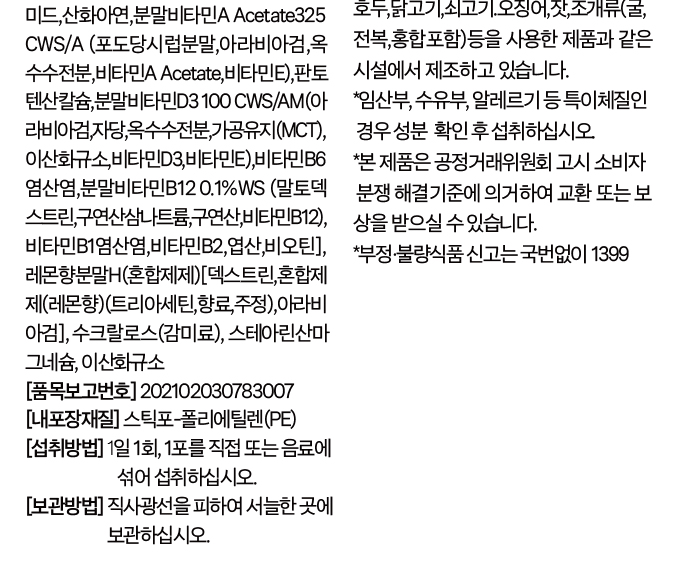 미드,산화아연,분말비타민A Acetate325
CWS/A (포도당시럽분말,아라비아검,옥
수수전분,비타민A Acetate,비타민E),판토
텐산칼슘,분말비타민D3 100 CWS/AM(아
라비아검,자당,옥수수전분,가공유지(MCT),
이산화규소,비타민D3,비타민E),비타민B6
염산염,분말비타민B12 0.1%WS (말토덱
스트린,구연산삼나트륨,구연산,비타민B12),
비타민B1염산염,비타민B2,엽산,비오틴],
레몬향분말H(혼합제제)[덱스트린,혼합제
제(레몬향)(트리아세틴,향료,주정),아라비
아검], 수크랄로스(감미료), 스테아린산마
그네슘, 이산화규소
[품목보고번호] 202102030783007
[내포장재질] 스틱포-폴리에틸렌(PE)
[섭취방법] 1일 1회, 1포를 직접 또는 음료에
섞어 섭취하십시오.
[보관방법] 직사광선을 피하여 서늘한 곳에
보관하십시오.
호두,닭고기,쇠고기.오징어,잣,조개류(굴,
전복,홍합 포함)등을 사용한 제품과 같은
시설에서 제조하고 있습니다.
*임산부, 수유부, 알레르기 등 특이체질인
경우 성분 확인 후 섭취하십시오.
*본 제품은 공정거래위원회 고시 소비자
분쟁 해결기준에 의거하여 교환 또는 보
상을 받으실 수 있습니다.
*부정·불량식품 신고는 국번없이 1399